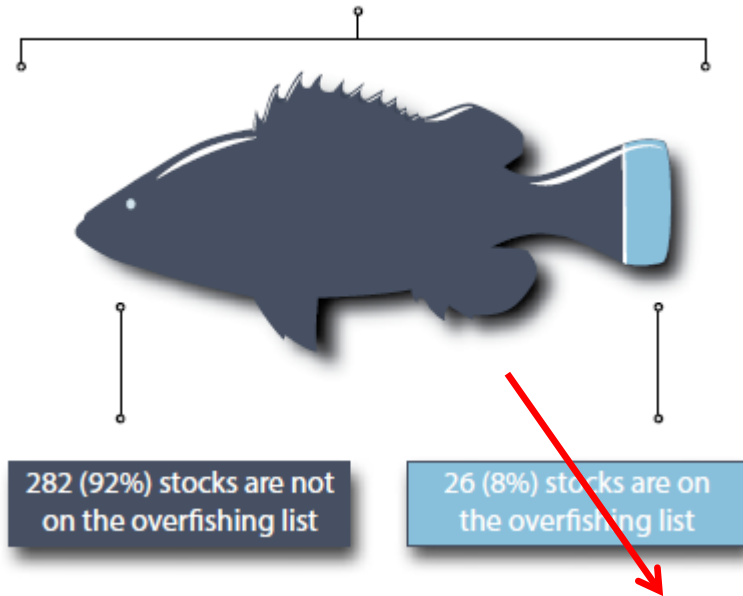 282 (92%) stocks are not
on the overfishing list
26 (8%) stocks are on
the overfishing list